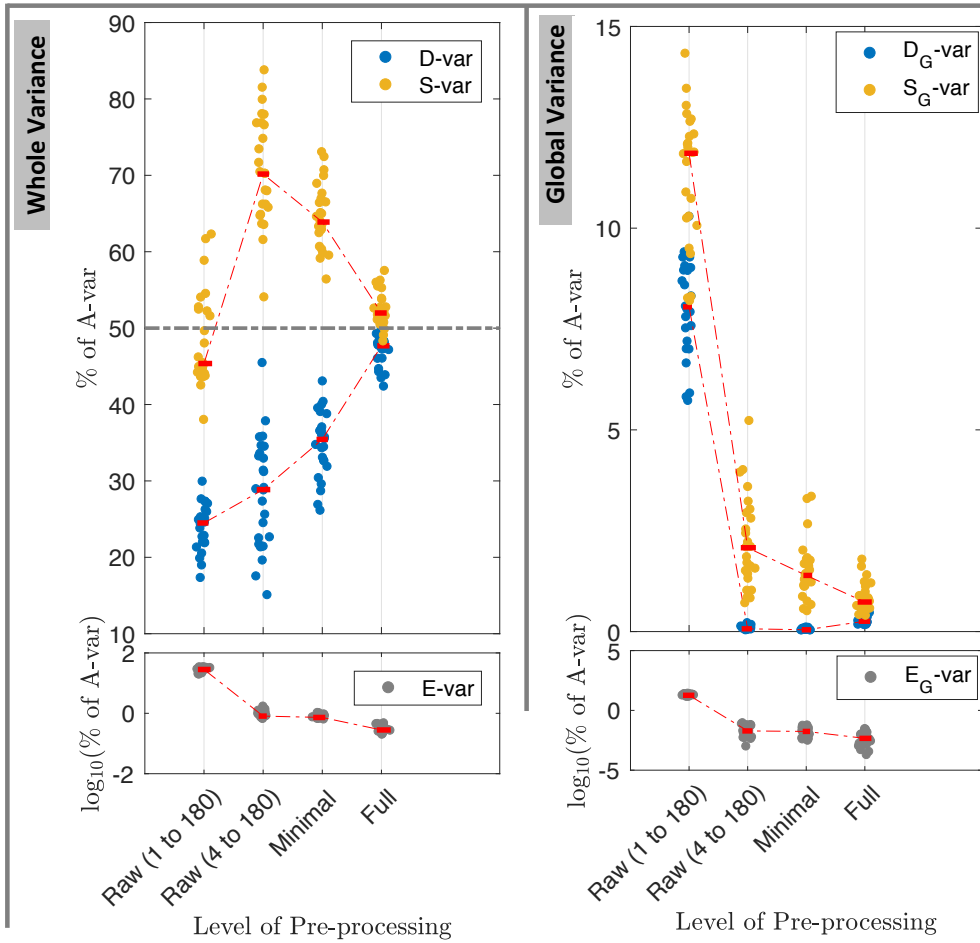 Whole Variance
% of A-var
90
80
70
60
50
40
30
20
10
D-var
S-var
log10(% of A-var)
2
0
-2
E-var
Raw (1 to 180)
Raw (4 to 180)
Minimal
Full
Level of Pre-processing
Global Variance
% of A-var
15
10
5
0
DG-var
SG-var
log10(% of A-var)
5
0
-5
EG-var
Raw (1 to 180)
Raw (4 to 180)
Minimal
Full
Level of Pre-processing